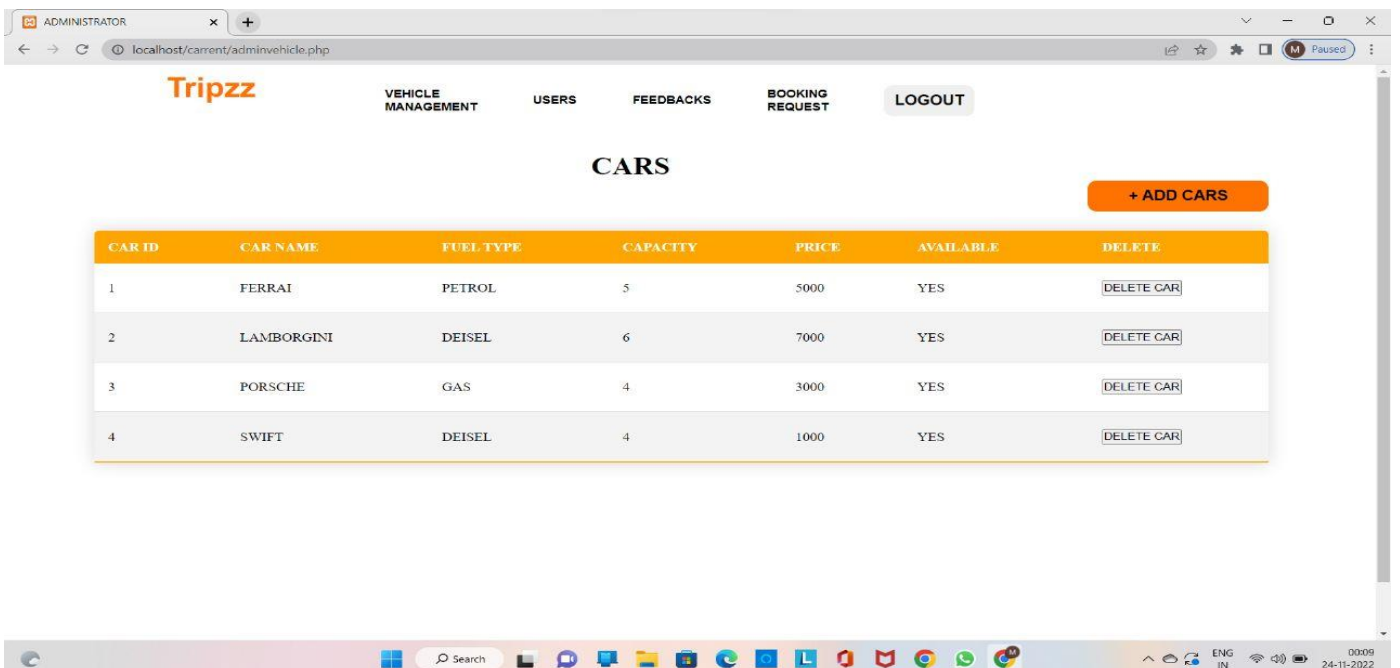 ADMINISTRATOR
localhost/carrent/adminvehicle.php
M Paused
Tripzz
VEHICLE MANAGEMENT USERS FEEDBACKS BOOKING REQUEST LOGOUT
CARS
+ ADD CARS
CAR ID CAR NAME FUEL TYPE CAPACITY PRICE AVAILABLE DELETE
1 FERRAI PETROL 5 5000 YES DELETE CAR
2 LAMBORGINI DEISEL 6 7000 YES DELETE CAR
3 PORSCHE GAS 4 3000 YES DELETE CAR
4 SWIFT DEISEL 4 1000 YES DELETE CAR
Search L M ENG IN 00:09
24-11-2022